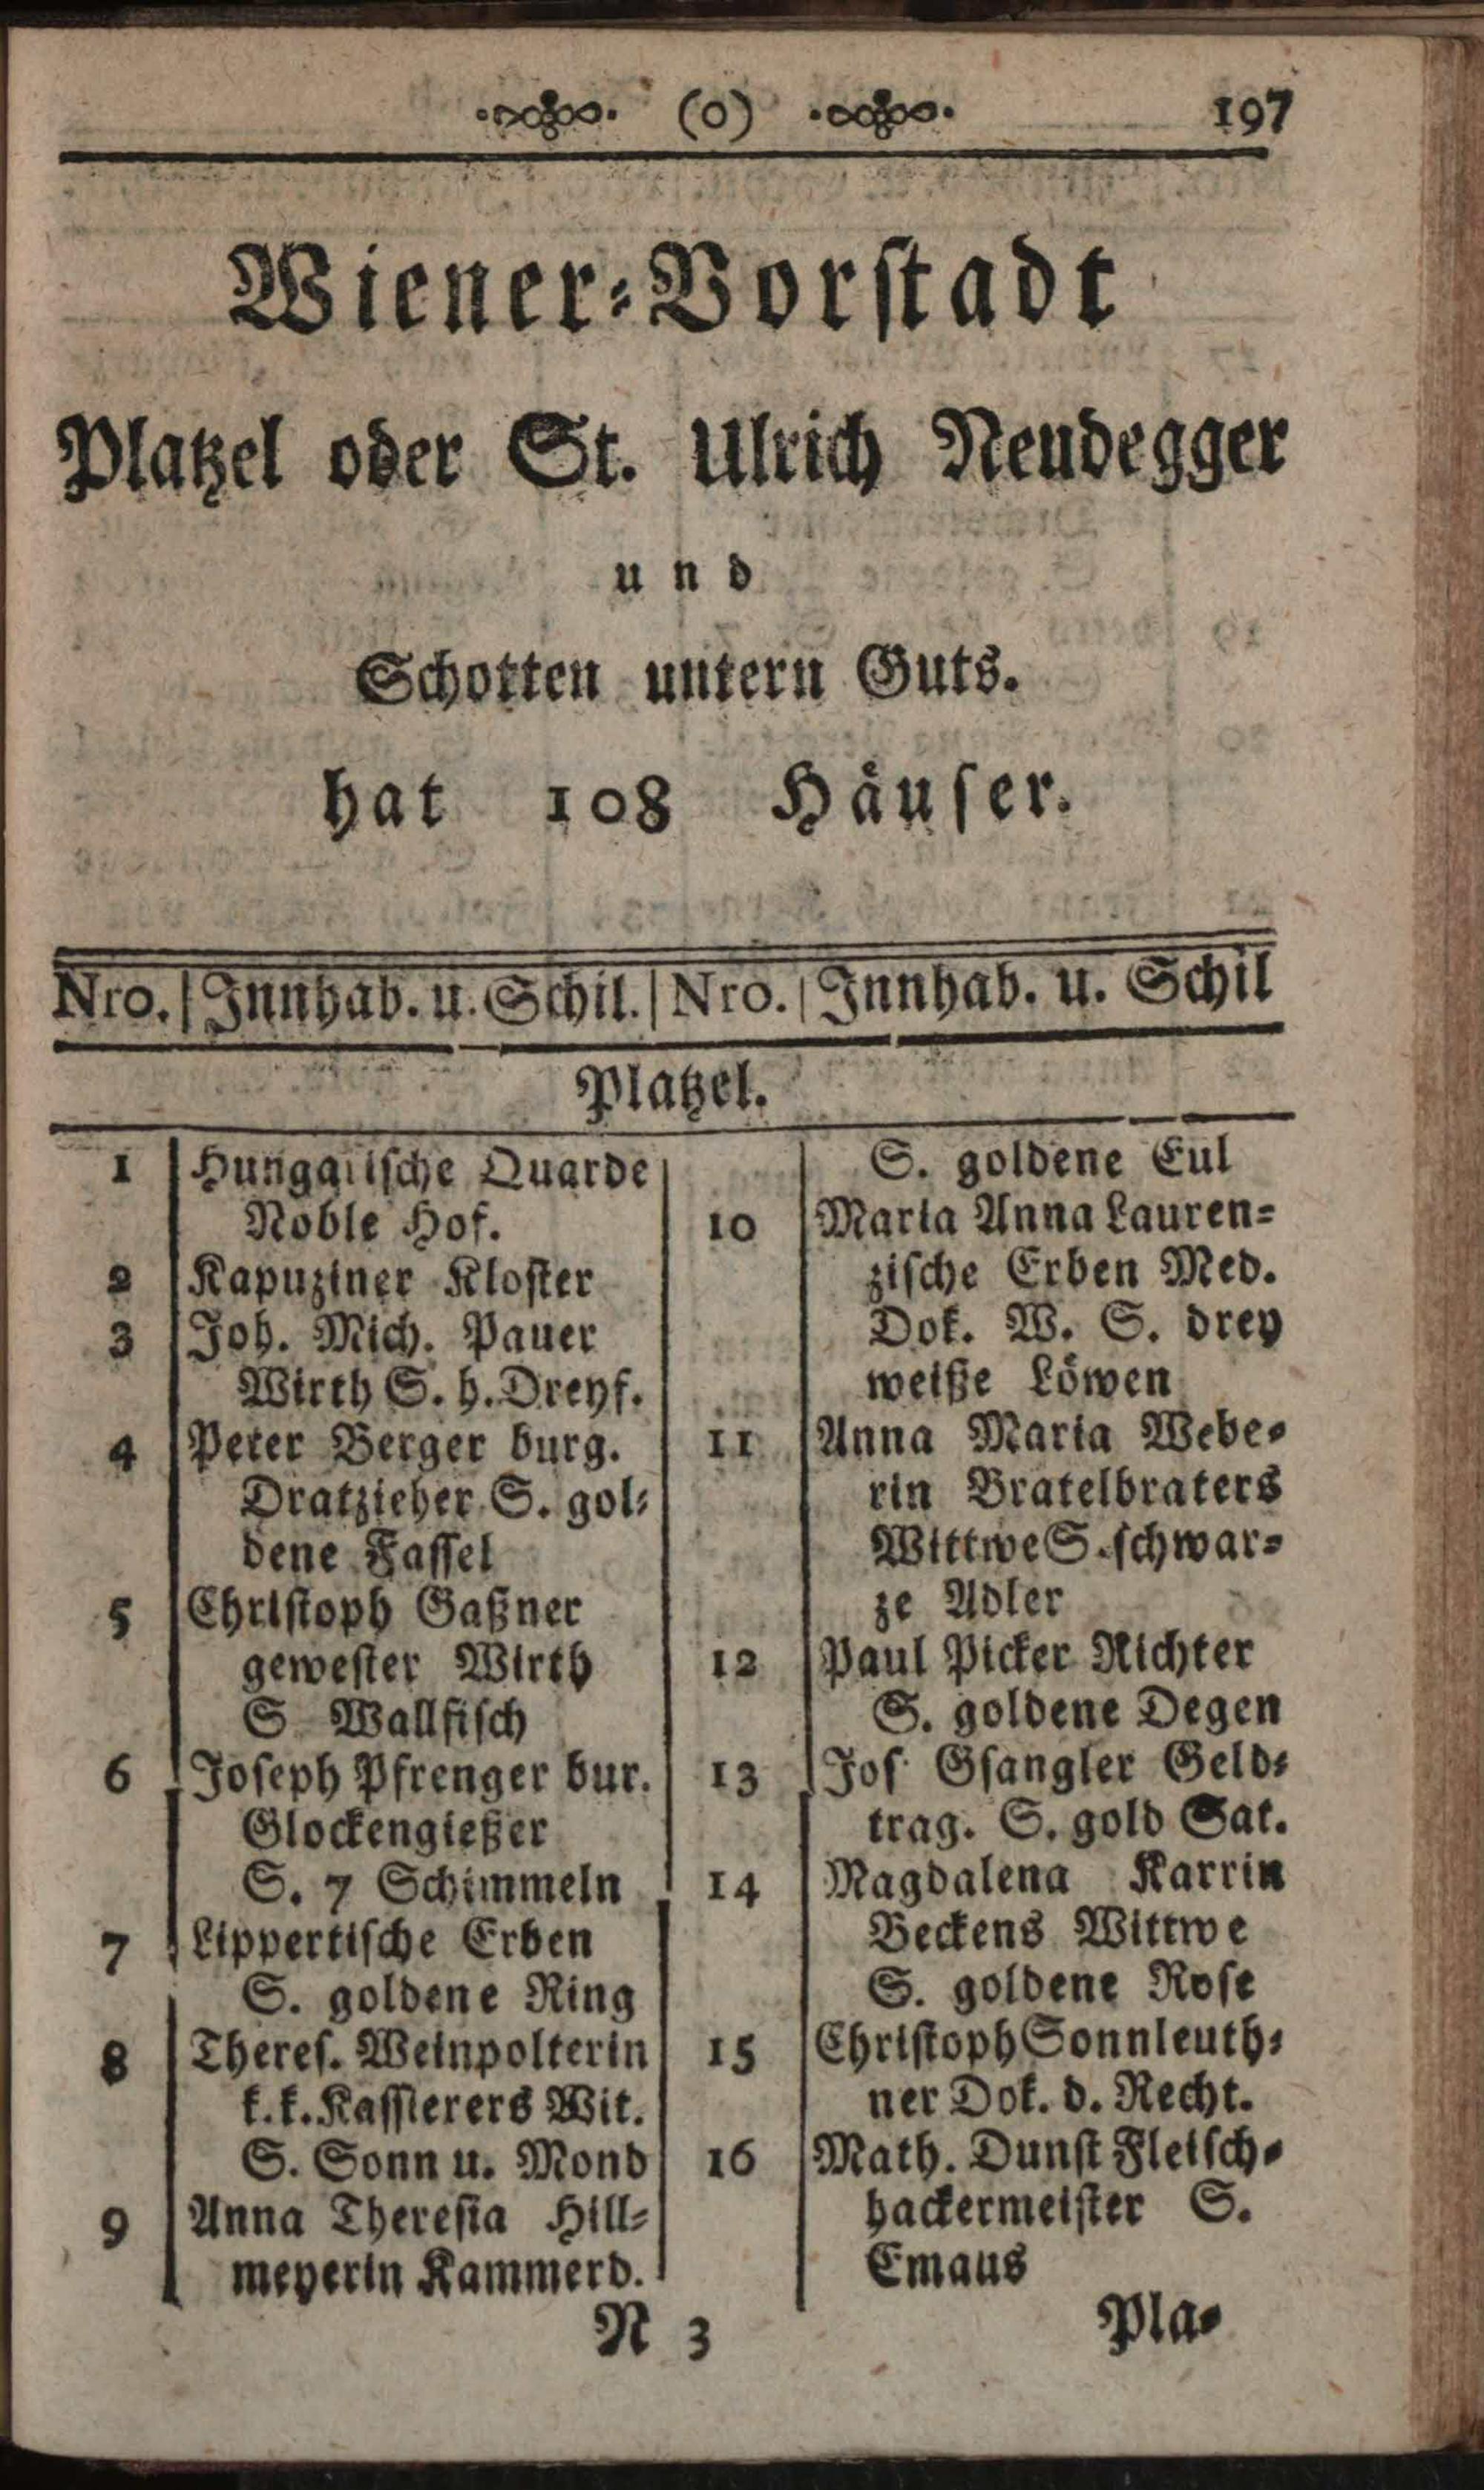 (0) 197
Wiener-Vorstadt
Platzel oder St. Ulrich Neudegger
und
Schotten untern Guts.
hat 108 Häuser.
Nro. | Innhab. u. Schil. | Nro. | Innhab. u. Schil
Platzel.
1 Hungarische Quarde
Noble Hof.
2 Kapuziner Kloster
3 Joh. Mich. Pauer
Wirth S. h. Dreyf.
4 Peter Berger burg.
Dratzieher S. gol-
dene Fassel
5 Christoph Gaßner
gewester Wirth
S Wallfisch
6 Joseph Pfrenger bur.
Glockengießer
S. 7 Schimmeln
7 Lippertische Erben
S. goldene Ring
8 Theres. Weinpolterin
k. k. Kassierers Wit.
S. Sonn u. Mond
9 Anna Theresia Hill-
meyerin Kammerd.
S. goldene Eul
10 Maria Anna Lauren-
zische Erben Med.
Dok. W. S. drey
weiße Löwen
11 Anna Maria Webe-
rin Bratelbraters
Wittwe S. schwar-
ze Adler
12 Paul Picker Richter
S. goldene Degen
13 Jos Gsangler Geld-
trag. S. gold Sat.
14 Magdalena Karrin
Beckens Wittwe
S. goldene Rose
15 Christoph Sonnleuth-
ner Dok. d. Recht.
16 Math. Dunst Fleisch-
hackermeister S.
Emaus
N 3 Pla-